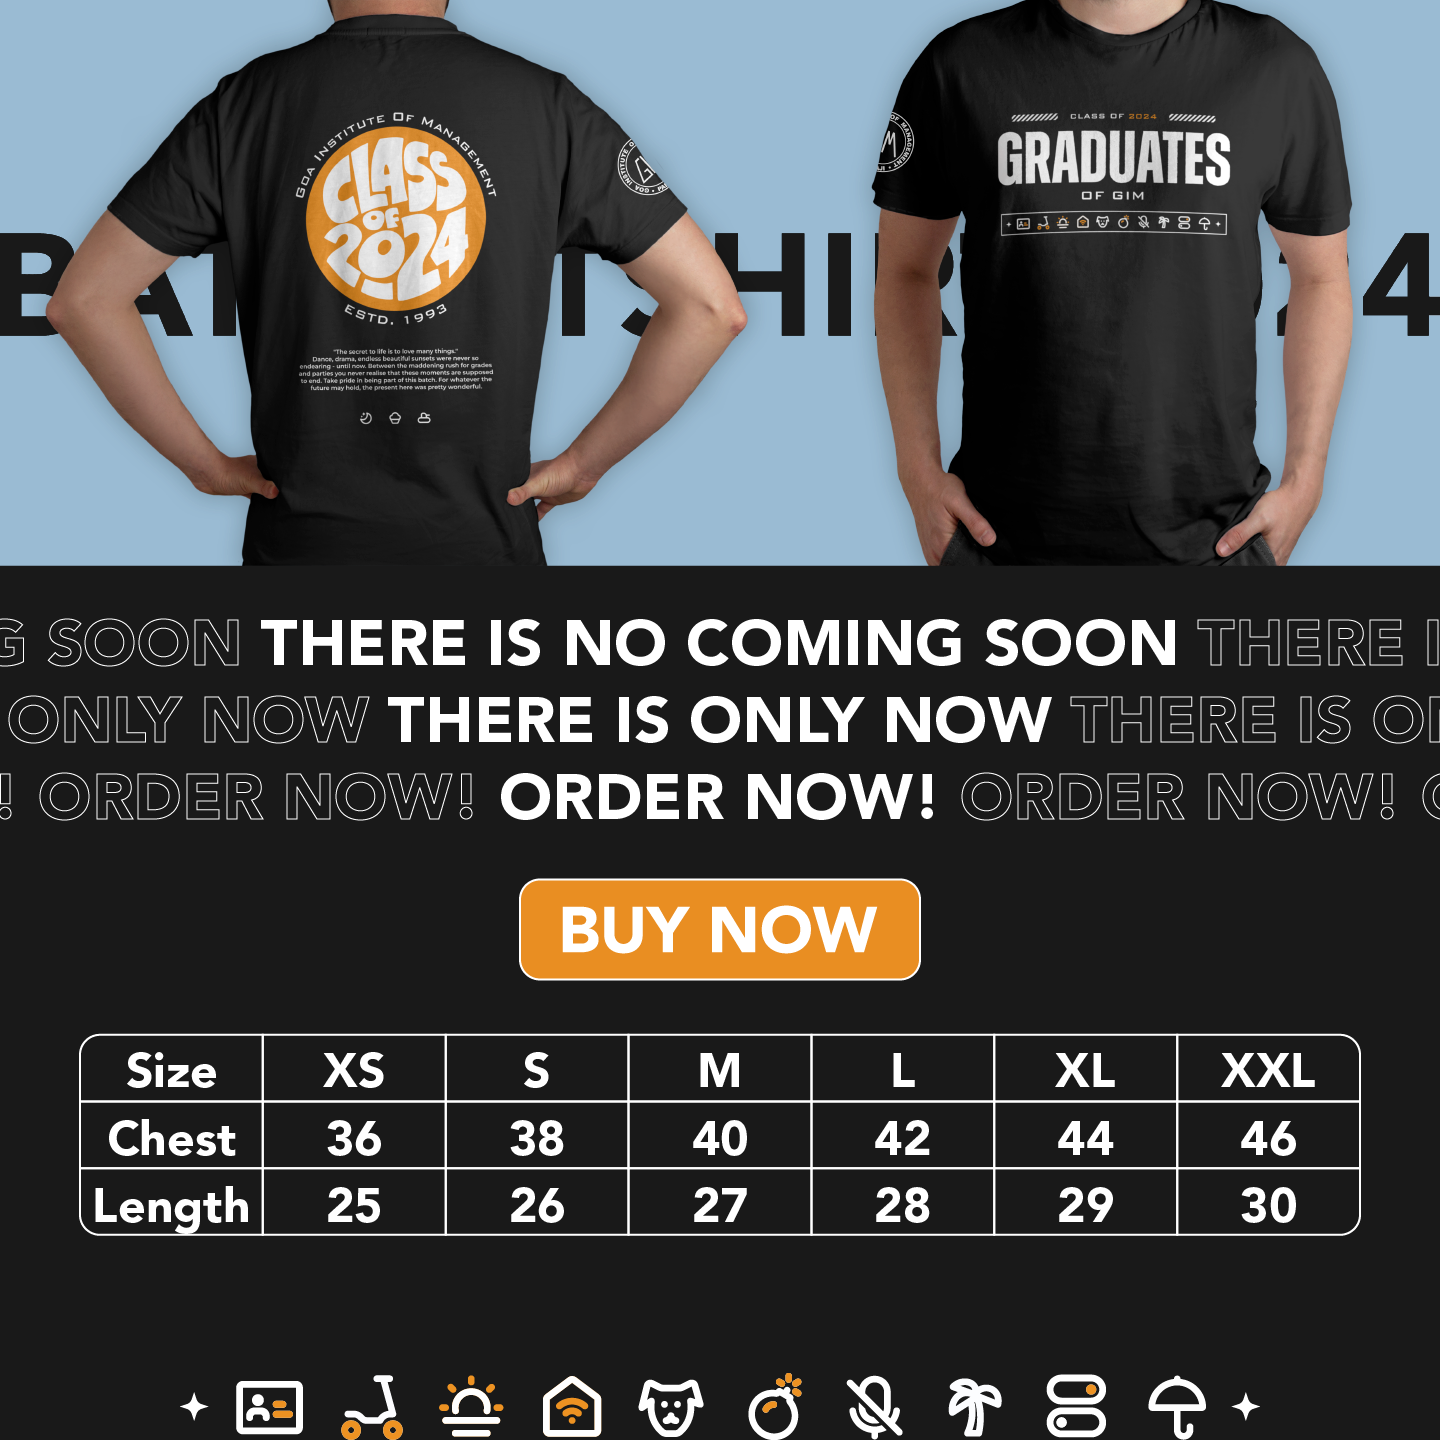 GOA INSTITUTE OF MANAGEMENT
CLASS
OF
2024
ESTD. 1993
"The secret to life is to love many things."
Dance, drama, endless beautiful sunsets were never so
endearing - until now. Between the maddening rush for grades
and parties you never realise that these moments are supposed
to end. Take pride in being part of this batch. For whatever the
future may hold, the present here was pretty wonderful.
GOA INSTITUTE
CLASS OF 2024
GRADUATES
OF GIM
OF MANAGEMENT
G SOON THERE IS NO COMING SOON THERE I
ONLY NOW THERE IS ONLY NOW THERE IS O
! ORDER NOW! ORDER NOW! ORDER NOW!
BUY NOW
Size XS S M L XL XXL
Chest 36 38 40 42 44 46
Length 25 26 27 28 29 30